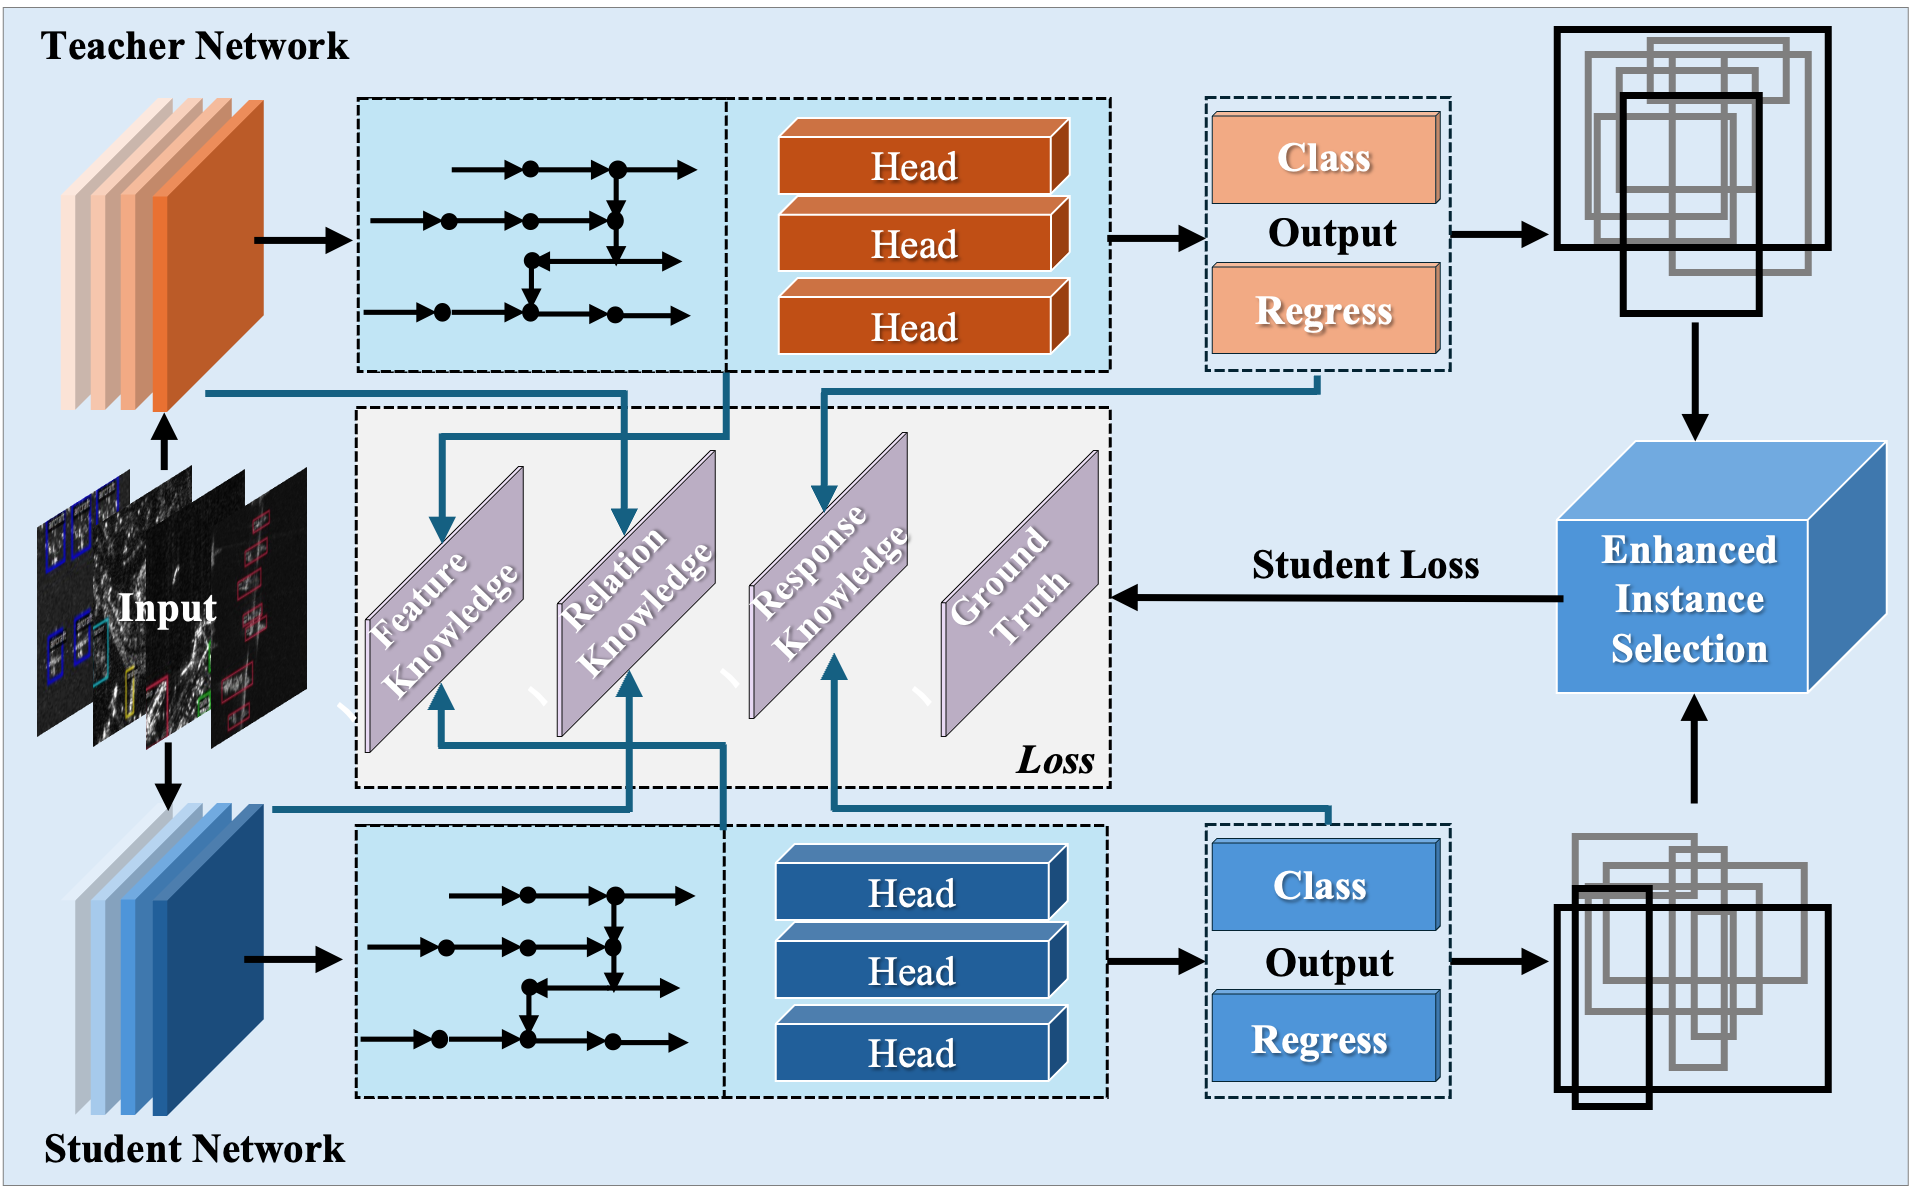 Teacher Network
Head
Head
Head
Class
Output
Regress
Input
Feature
Knowledge
Relation
Knowledge
Response
Knowledge
Ground
Truth
Loss
Student Loss
Enhanced
Instance
Selection
Head
Head
Head
Class
Output
Regress
Student Network